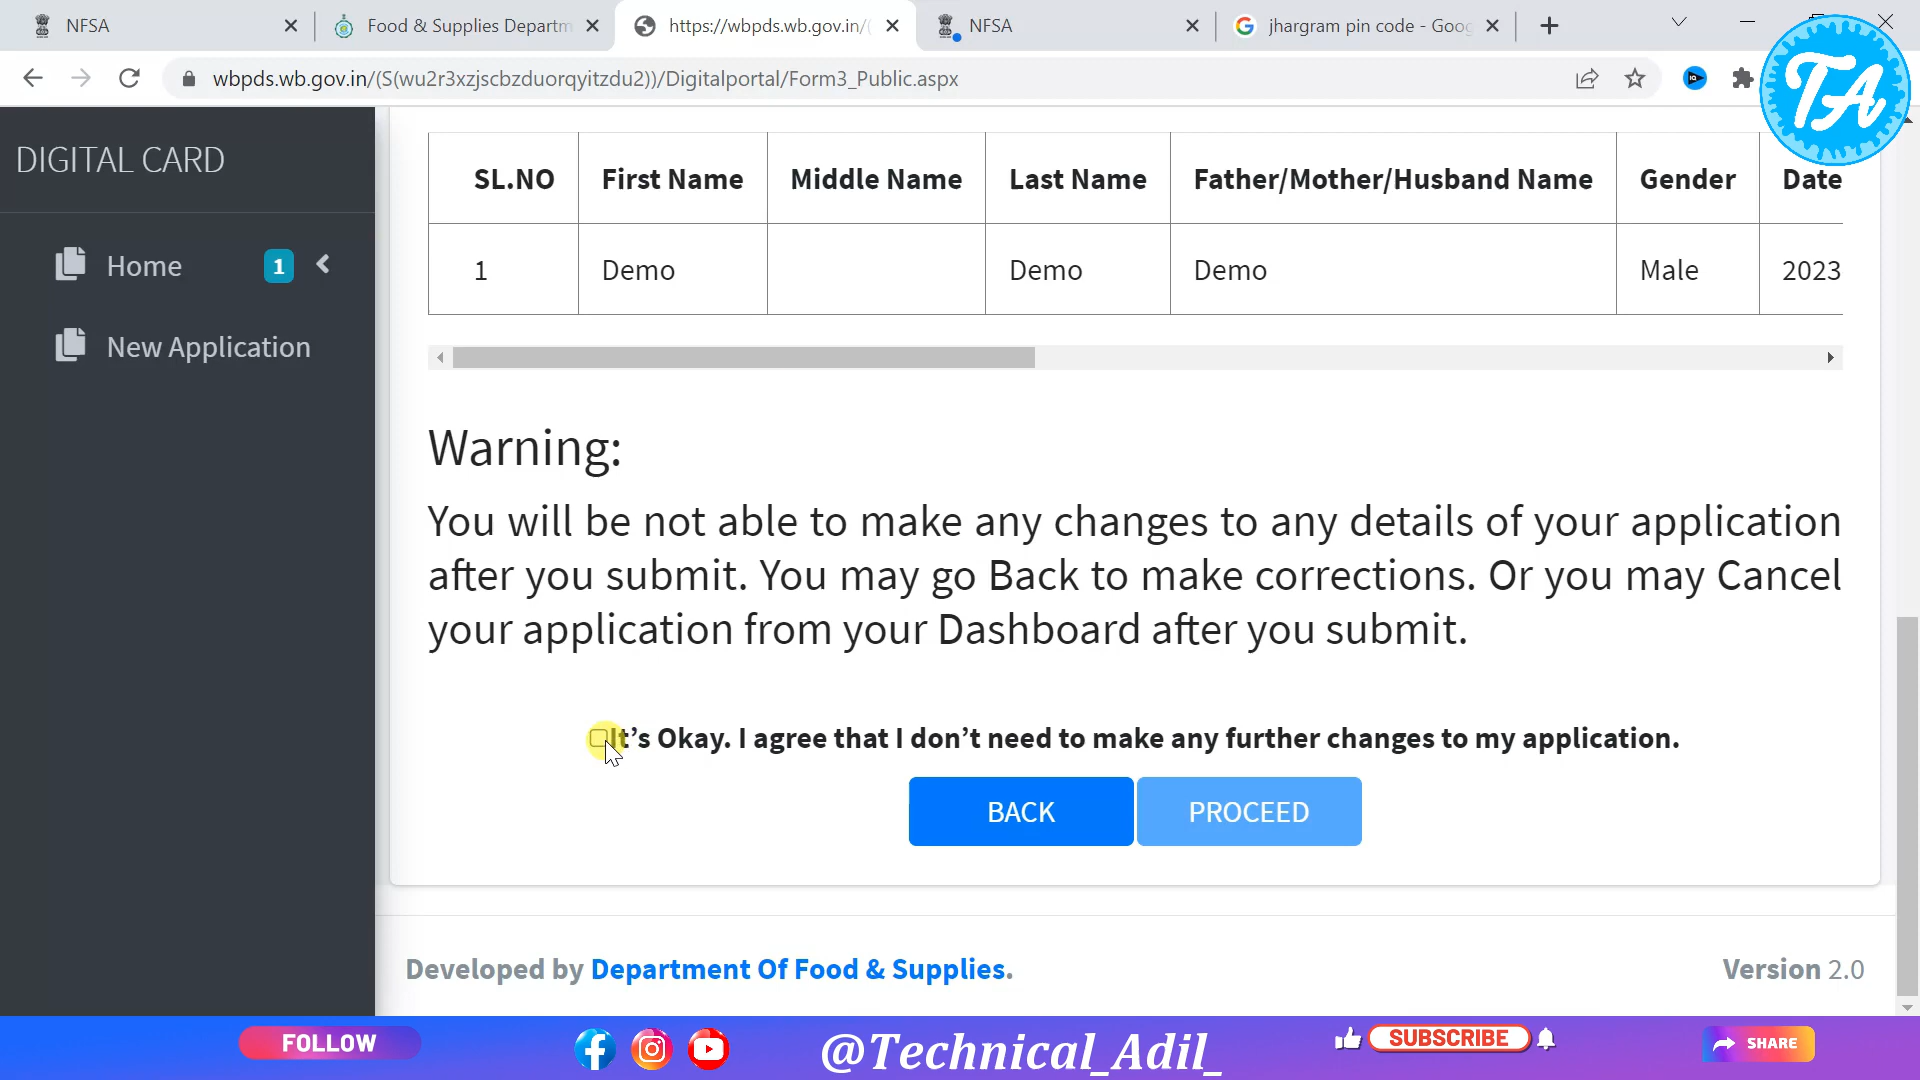 NFSA
Food & Supplies Departm
https://wbpds.wb.gov.in/(
NFSA
jhargram pin code - Goog
wbpds.wb.gov.in/(S(wu2r3xzjscbzduorqyitzdu2))/Digitalportal/Form3_Public.aspx
TA
DIGITAL CARD
Home 1
New Application
SL.NO First Name Middle Name Last Name Father/Mother/Husband Name Gender Date
1 Demo Demo Demo Male 2023
Warning:
You will be not able to make any changes to any details of your application
after you submit. You may go Back to make corrections. Or you may Cancel
your application from your Dashboard after you submit.
It’s Okay. I agree that I don’t need to make any further changes to my application.
BACK PROCEED
Developed by Department Of Food & Supplies.
Version 2.0
FOLLOW
@Technical_Adil_
SUBSCRIBE
SHARE